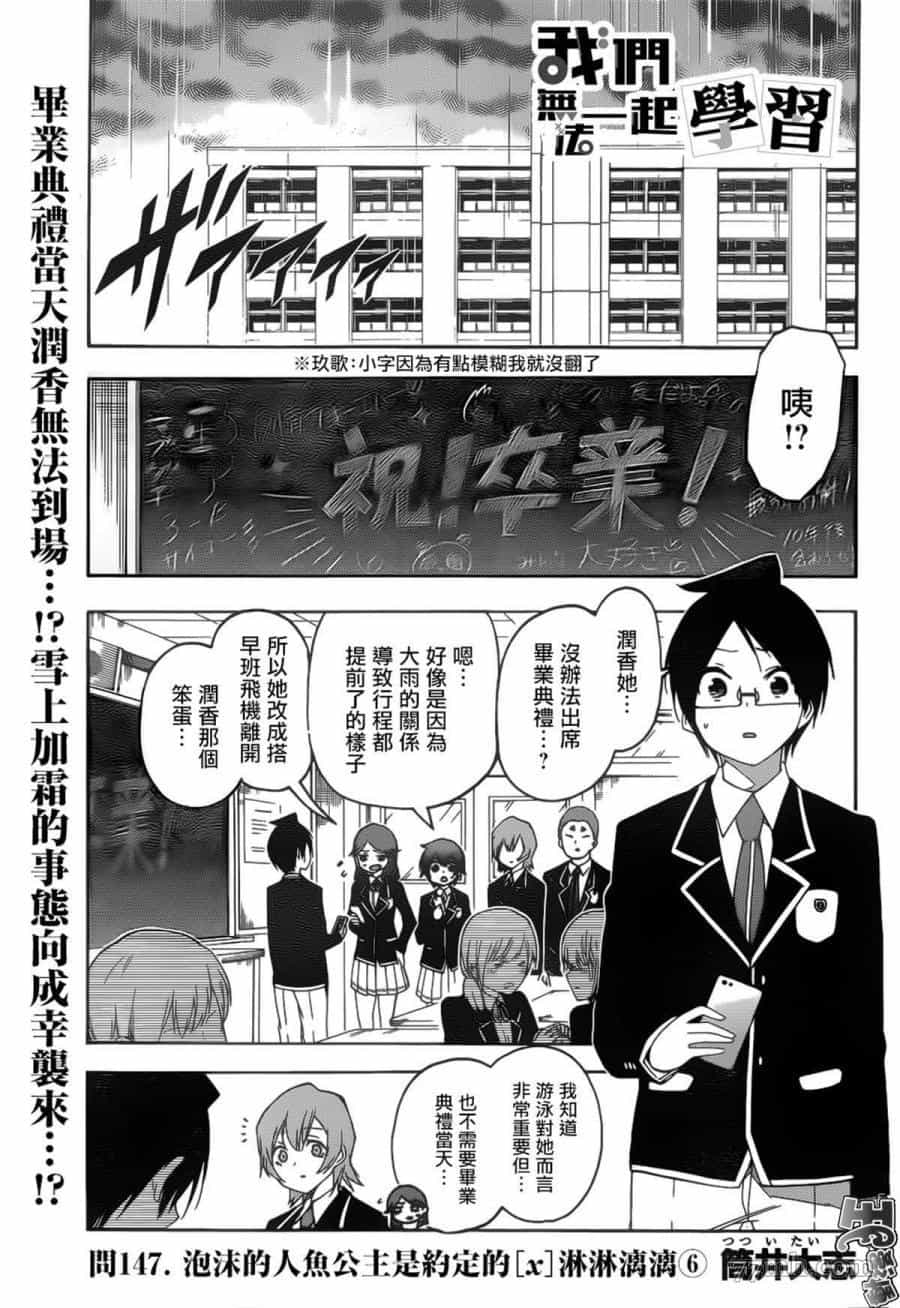 我們
無法一起學習
畢業典禮當天潤香無法到場…!?雪上加霜的事態向成幸襲來…!?
ザァァァ
※玖歌:小字因為有點模糊我就沒翻了
咦!?
祝!卒業!
大好き
10年後
潤香她…
沒辦法出席
畢業典禮…?
嗯…
好像是因為
大雨的關係
導致行程都
提前了的樣子
所以她改成搭
早班飛機離開
潤香那個
笨蛋…
我知道
游泳對她而言
非常重要但…
也不需要畢業
典禮當天…
問147. 泡沫的人魚公主是約定的[x]淋淋漓漓⑥
つつ い たい し
筒井大志